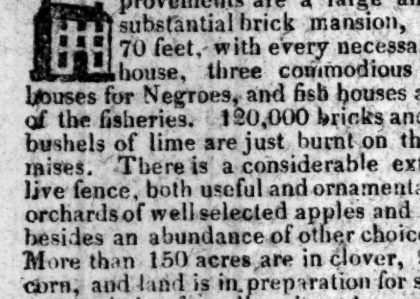 provements are a large an
substantial brick mansion,
70 feet, with every necessa
house, three commodious
houses for Negroes, and fish houses a
of the fisheries. 120,000 bricks and
bushels of lime are just burnt on th
mises. There is a considerable ext
live fence, both useful and ornamenta
orchards of well selected apples and
besides an abundance of other choice
More than 150 acres are in clover,
corn, and land is in preparation for s